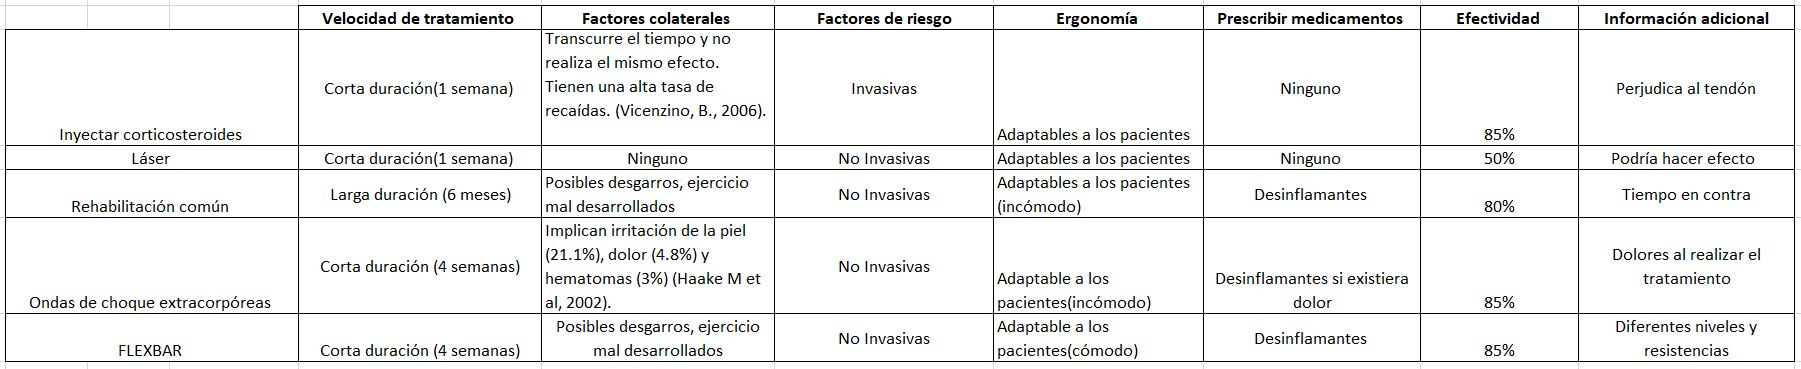 Velocidad de tratamiento Factores colaterales Factores de riesgo Ergonomía Prescribir medicamentos Efectividad Información adicional
Inyectar corticosteroides
Corta duración(1 semana)
Transcurre el tiempo y no
realiza el mismo efecto.
Tienen una alta tasa de
recaídas. (Vicenzino, B., 2006).
Invasivas
Adaptables a los pacientes
Ninguno
85%
Perjudica al tendón
Láser
Corta duración(1 semana)
Ninguno
No Invasivas
Adaptables a los pacientes
Ninguno
50%
Podría hacer efecto
Rehabilitación común
Larga duración (6 meses)
Posibles desgarros, ejercicio
mal desarrollados
No Invasivas
Adaptables a los pacientes
(incómodo)
Desinflamantes
80%
Tiempo en contra
Ondas de choque extracorpóreas
Corta duración (4 semanas)
Implican irritación de la piel
(21.1%), dolor (4.8%) y
hematomas (3%) (Haake M et
al, 2002).
No Invasivas
Adaptable a los
pacientes(incómodo)
Desinflamantes si existiera
dolor
85%
Dolores al realizar el
tratamiento
FLEXBAR
Corta duración (4 semanas)
Posibles desgarros, ejercicio
mal desarrollados
No Invasivas
Adaptable a los
pacientes(cómodo)
Desinflamantes
85%
Diferentes niveles y
resistencias